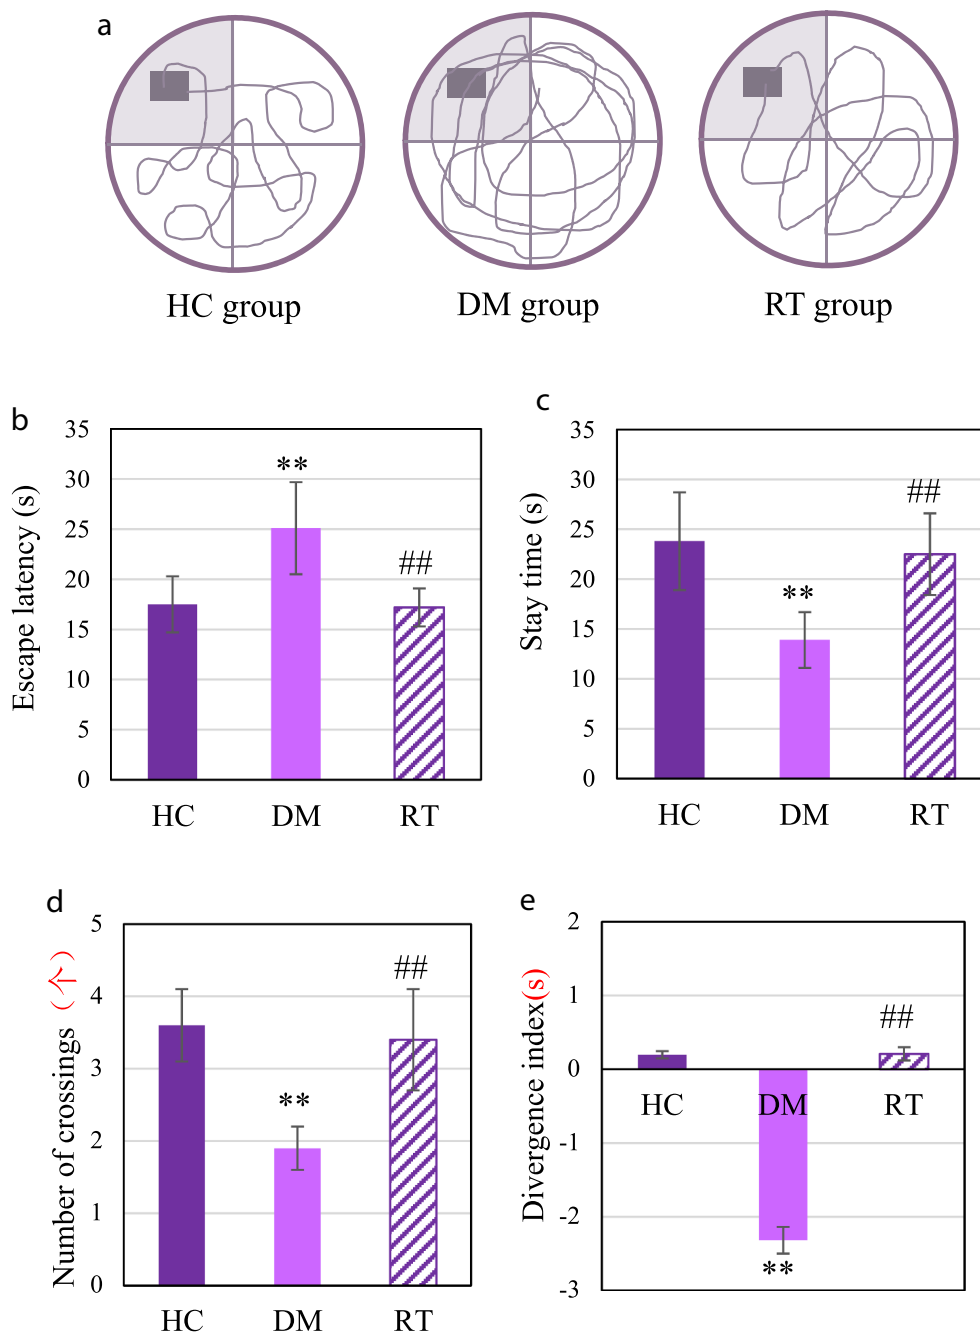 a
HC group
DM group
RT group
b
Escape latency (s)
35
30
25
20
15
10
5
0
**
##
HC
DM
RT
c
Stay time (s)
35
30
25
20
15
10
5
0
**
##
HC
DM
RT
d
Number of crossings （个）
5
4
3
2
1
0
**
##
HC
DM
RT
e
Divergence index(s)
2
1
0
-1
-2
-3
##
HC
DM
RT
**